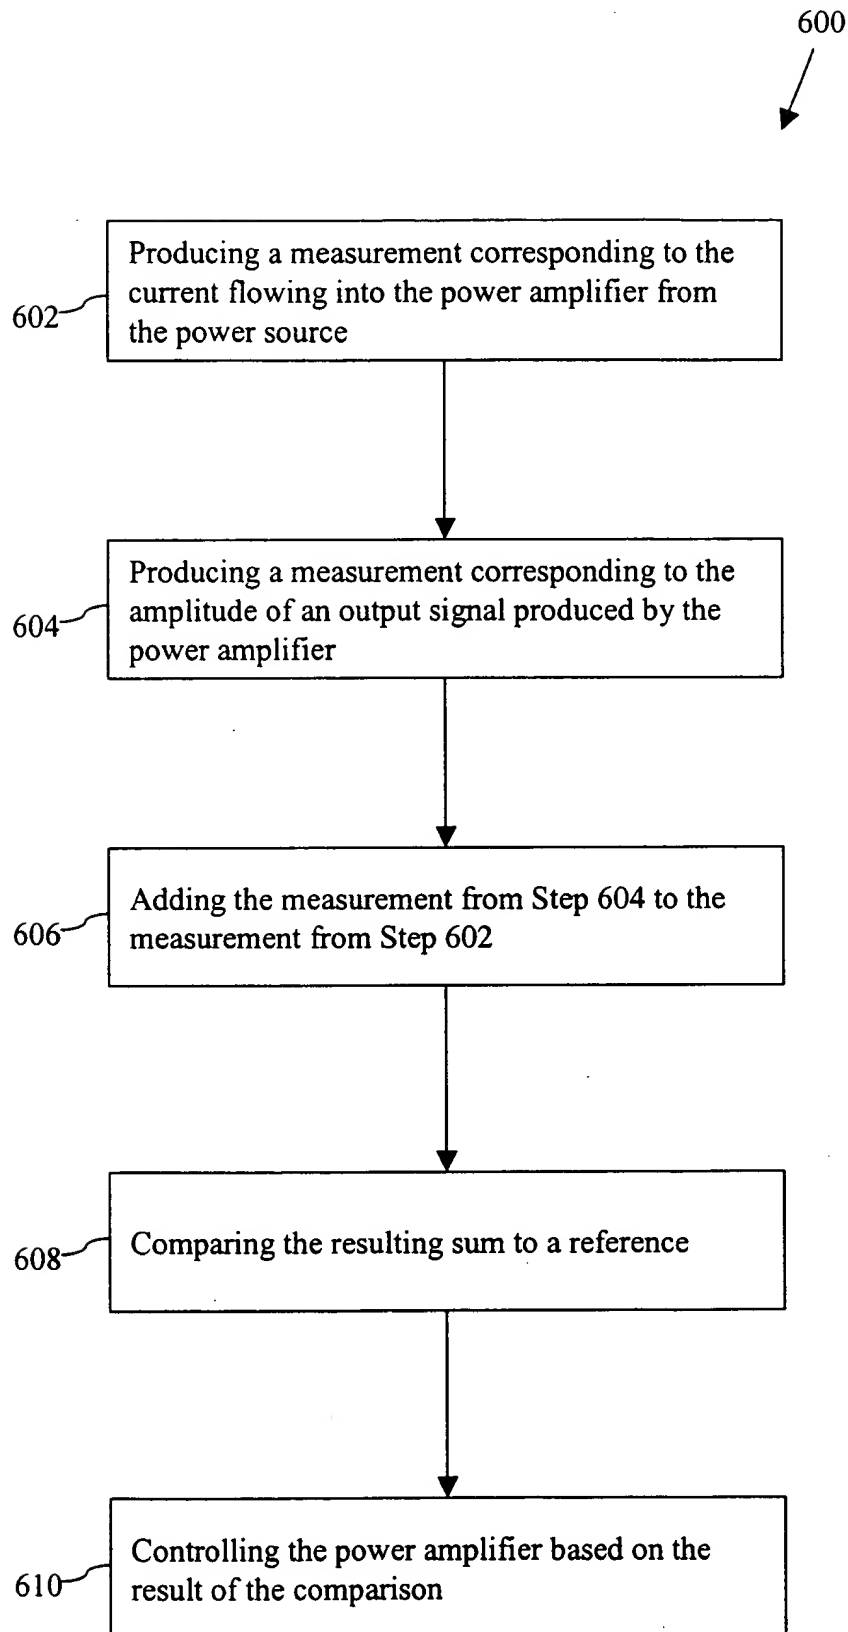 600
Producing a measurement corresponding to the
current flowing into the power amplifier from
the power source
602
Producing a measurement corresponding to the
amplitude of an output signal produced by the
power amplifier
604
Adding the measurement from Step 604 to the
measurement from Step 602
606
Comparing the resulting sum to a reference
608
Controlling the power amplifier based on the
result of the comparison
610